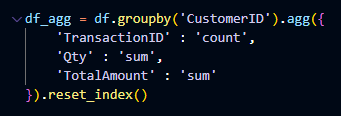 df_agg = df.groupby('CustomerID').agg({
    'TransactionID' : 'count',
    'Qty' : 'sum',
    'TotalAmount' : 'sum'
}).reset_index()